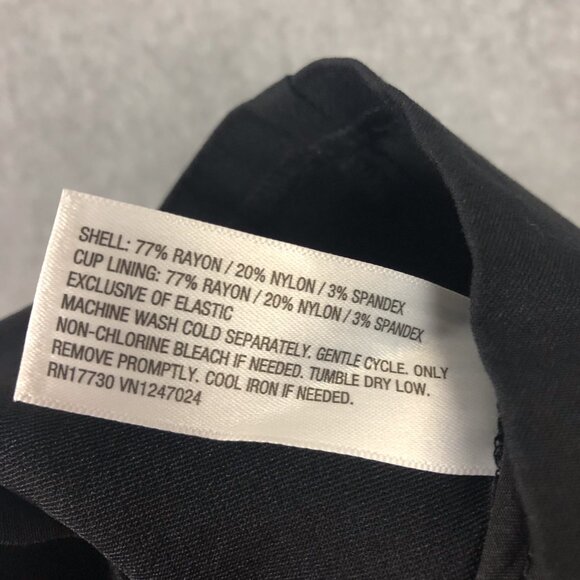 SHELL: 77% RAYON / 20% NYLON / 3% SPANDEX
CUP LINING: 77% RAYON / 20% NYLON / 3% SPANDEX
EXCLUSIVE OF ELASTIC
MACHINE WASH COLD SEPARATELY. GENTLE CYCLE. ONLY
NON-CHLORINE BLEACH IF NEEDED. TUMBLE DRY LOW.
REMOVE PROMPTLY. COOL IRON IF NEEDED.
RN17730 VN1247024